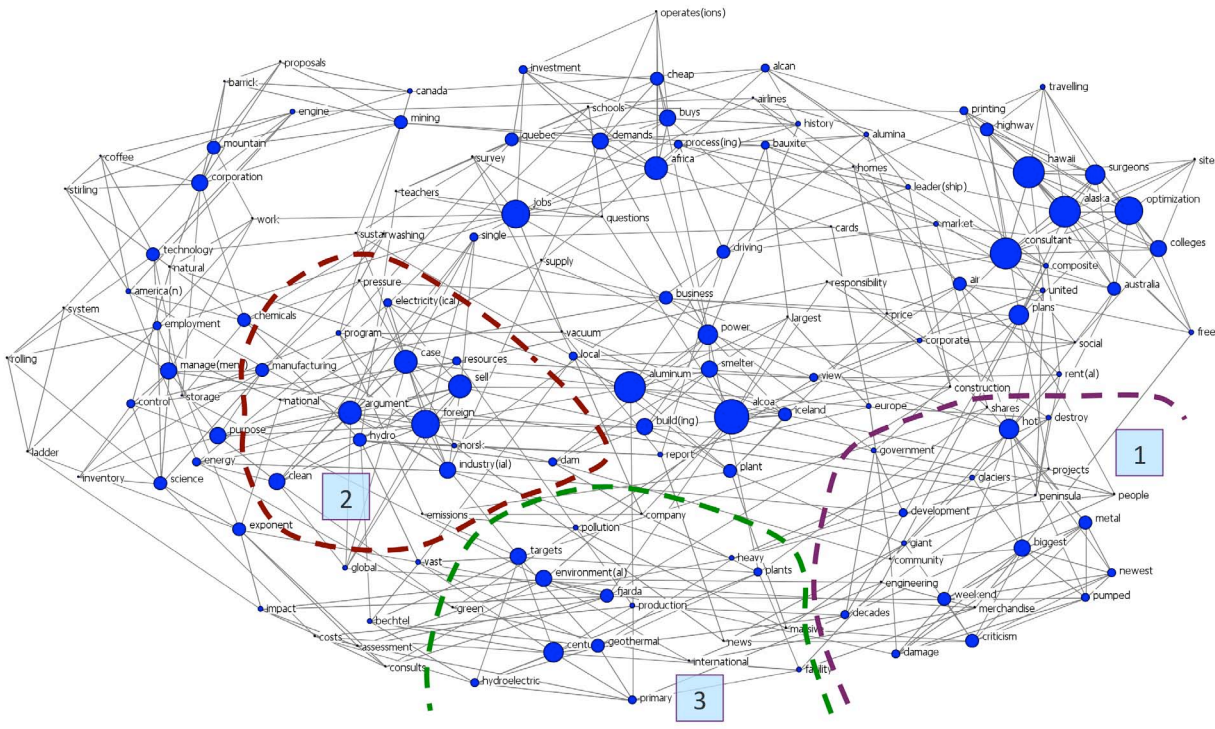 operates(ions)
proposals
investment
cheap
alcan
barrick
canada
travelling
airlines
engine
schools
buys
printing
mining
history
highway
quebec
demands
alumina
mountain
process(ing)
bauxite
coffee
survey
africa
homes
hawaii
surgeons
site
corporation
stirling
teachers
leader(ship)
jobs
alaska
optimization
work
questions
market
cards
washing
single
technology
driving
consultant
colleges
natural
supply
composite
pressure
responsibility
air
america(n)
united
australia
electricity(ical)
business
system
chemicals
price
plans
largest
employment
program
vacuum
power
free
corporate
social
rolling
case
resources
local
manage(men
manufacturing
smelter
view
rent(al)
aluminum
sell
construction
storage
national
control
argument
alcoa
europe
shares
foreign
iceland
destroy
build(ing)
hot
purpose
hydro
norsk
government
1
ladder
report
energy
dam
industry(ial)
plant
projects
inventory
science
clean
2
glaciers
peninsula
people
emissions
company
development
exponent
pollution
metal
giant
biggest
targets
heavy
community
global
vast
plants
newest
environment(al)
engineering
harda
weekend
pumped
impact
green
production
merchandise
decades
bechtel
massive
costs
news
criticism
assessment
geothermal
centu
damage
international
consults
facility
hydroelectric
primary
3